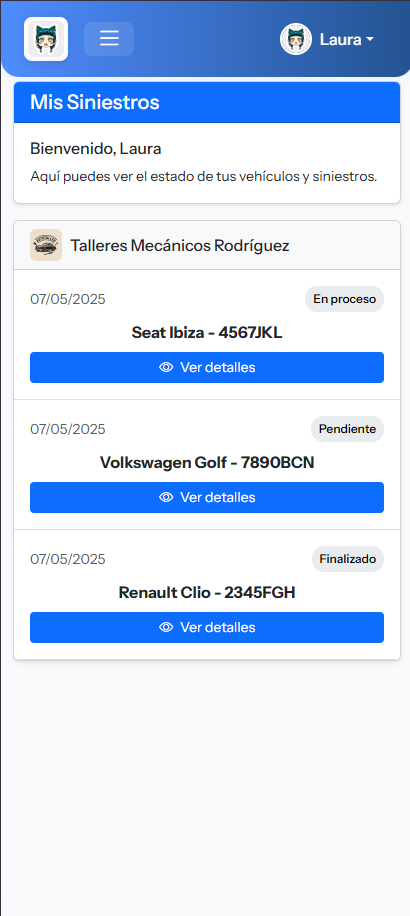 Laura
Mis Siniestros
Bienvenido, Laura
Aquí puedes ver el estado de tus vehículos y siniestros.
Talleres Mecánicos Rodríguez
07/05/2025 En proceso
Seat Ibiza - 4567JKL
Ver detalles
07/05/2025 Pendiente
Volkswagen Golf - 7890BCN
Ver detalles
07/05/2025 Finalizado
Renault Clio - 2345FGH
Ver detalles